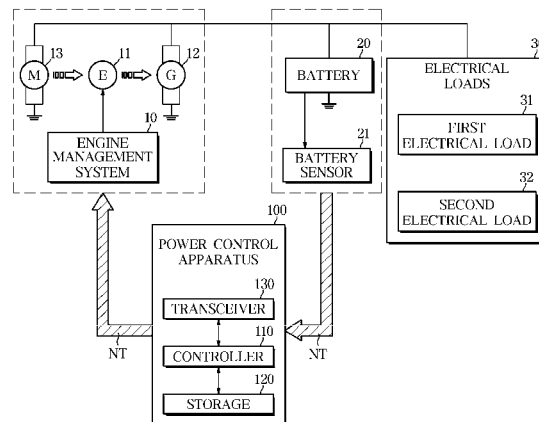 13
11
12
M
E
G
10
ENGINE
MANAGEMENT
SYSTEM
20
BATTERY
21
BATTERY
SENSOR
ELECTRICAL
LOADS
31
FIRST
ELECTRICAL LOAD
32
SECOND
ELECTRICAL LOAD
100
POWER CONTROL
APPARATUS
130
TRANSCEIVER
110
CONTROLLER
120
STORAGE
NT
NT